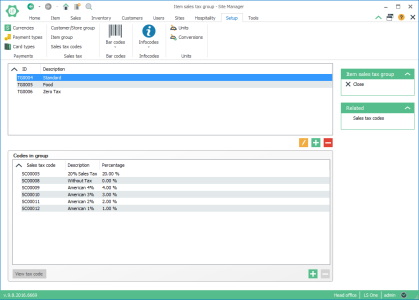 Item sales tax group - Site Manager
Home Item Sales Inventory Customers Users Sites Hospitality Setup Tools
Currencies
Payment types
Card types
Payments
Customer/Store group
Item group
Sales tax codes
Sales tax
Bar codes
Bar codes
Infocodes
Infocodes
Units
Conversions
Units
ID Description
TG0004 Standard
TG0005 Food
TG0006 Zero Tax
Item sales tax group
Close
Related
Sales tax codes
Codes in group
Sales tax code Description Percentage
SC00005 20% Sales Tax 20.00 %
SC00008 Without Tax 0.00 %
SC00009 American 4% 4.00 %
SC00010 American 3% 3.00 %
SC00011 American 2% 2.00 %
SC00012 American 1% 1.00 %
View tax code
Head office LS One admin